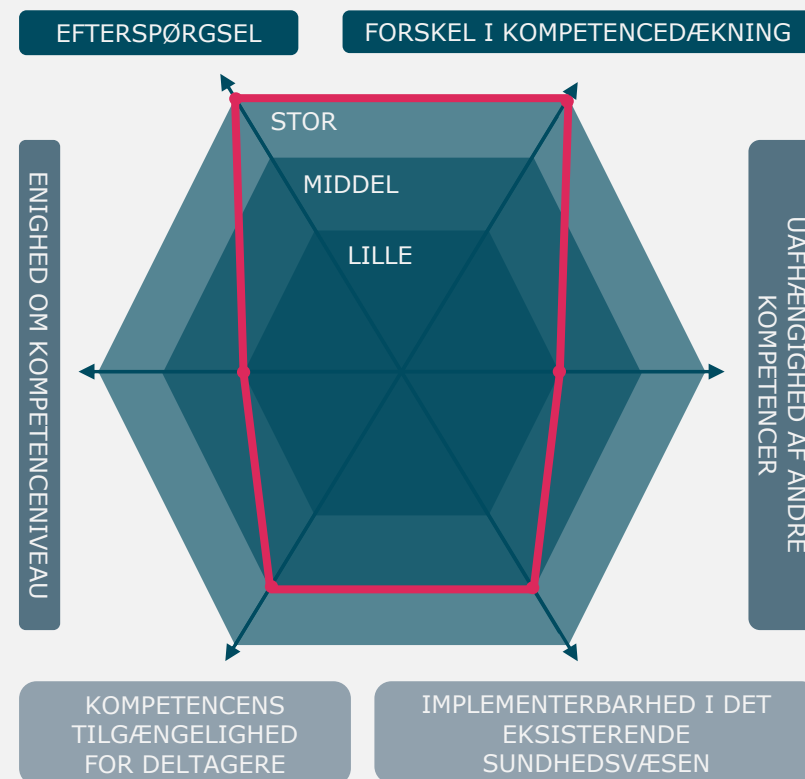 EFTERSPØRGSEL
FORSKEL I KOMPETENCEDÆKNING
STOR
MIDDEL
LILLE
ENIGHED OM KOMPETENCENIVEAU
UAFHÆNGIGHED AF ANDRE
KOMPETENCER
KOMPETENCENS
TILGÆNGELIGHED
FOR DELTAGERE
IMPLEMENTERBARHED I DET
EKSISTERENDE
SUNDHEDSVÆSEN